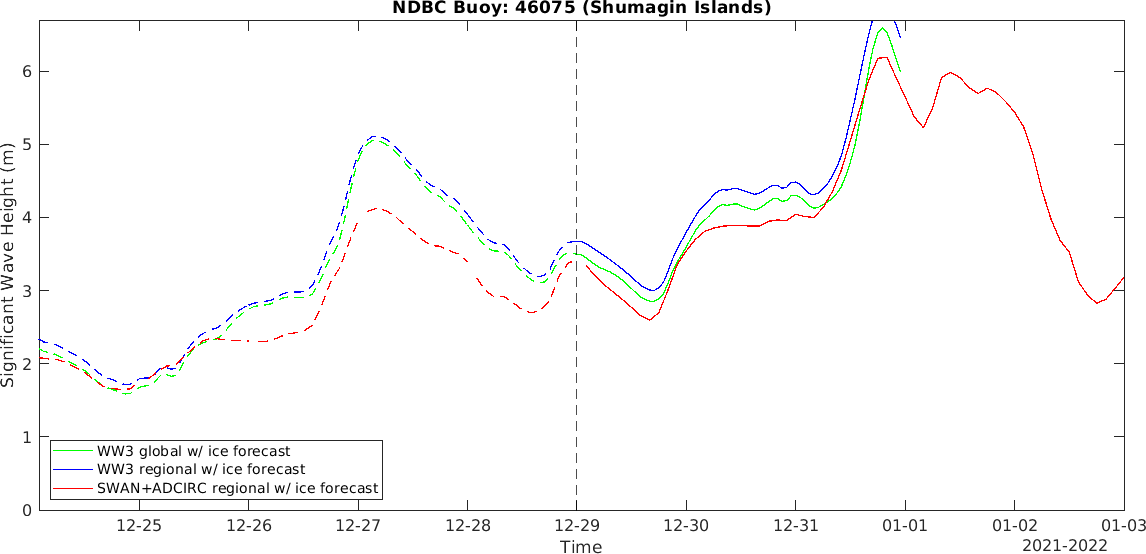 NDBC Buoy: 46075 (Shumagin Islands)
Significant Wave Height (m)
6
5
4
3
2
1
0
WW3 global w/ ice forecast
WW3 regional w/ ice forecast
SWAN+ADCIRC regional w/ ice forecast
12-25 12-26 12-27 12-28 12-29 12-30 12-31 01-01 01-02 01-03
Time
2021-2022